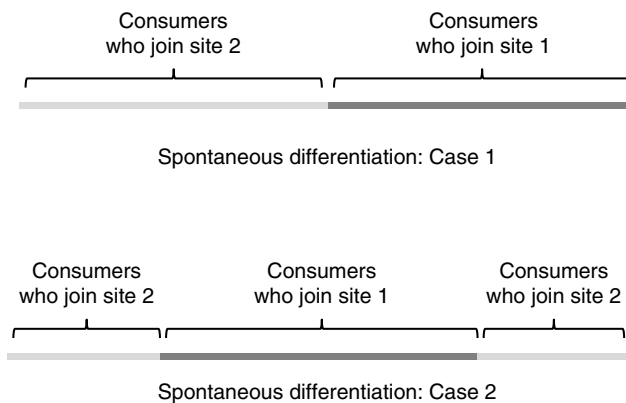 Consumers
who join site 2
Consumers
who join site 1
Spontaneous differentiation: Case 1
Consumers
who join site 2
Consumers
who join site 1
Consumers
who join site 2
Spontaneous differentiation: Case 2